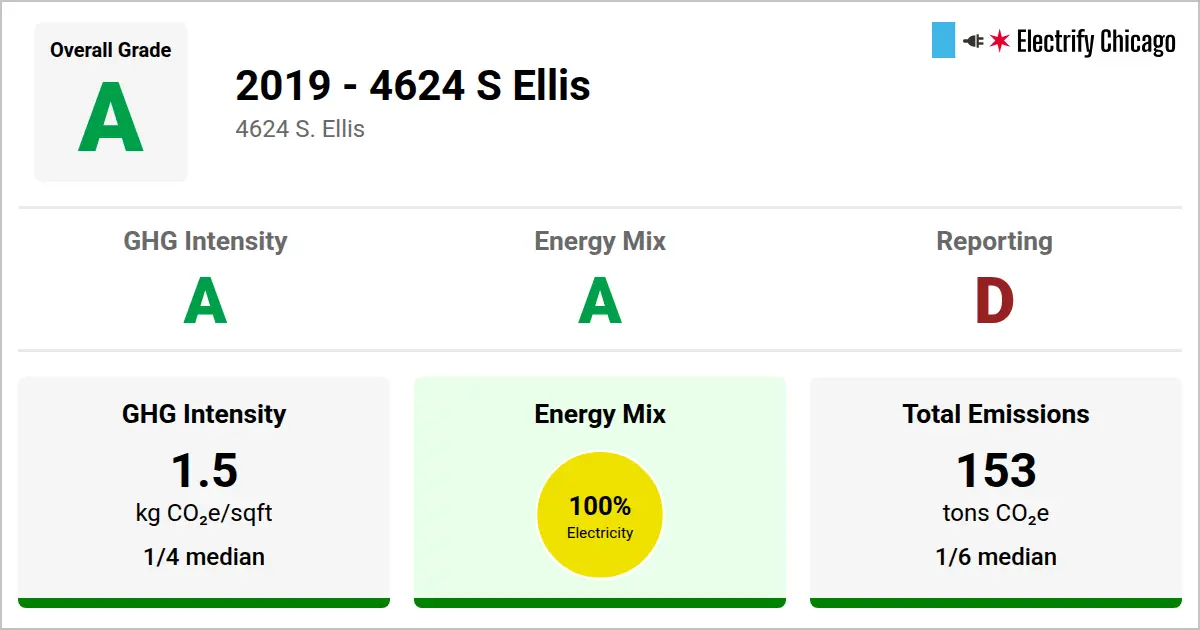 Overall Grade
A
2019 - 4624 S Ellis
4624 S. Ellis
Electrify Chicago
GHG Intensity
A
Energy Mix
A
Reporting
D
GHG Intensity
1.5
kg CO₂e/sqft
1/4 median
Energy Mix
100%
Electricity
Total Emissions
153
tons CO₂e
1/6 median